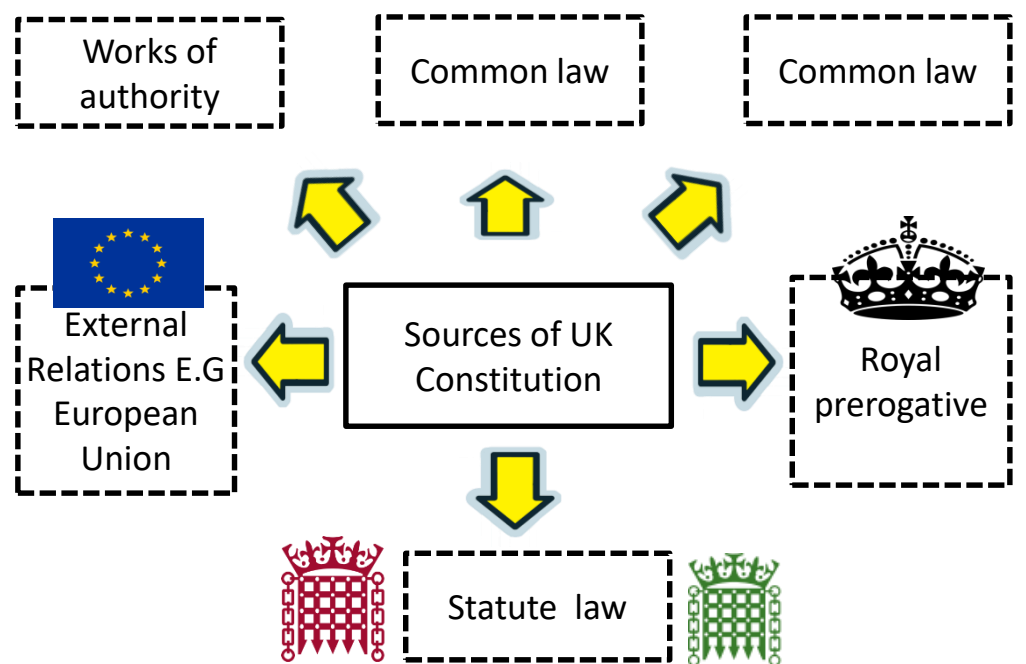 Works of
authority
Common law
Common law
External
Relations E.G
European
Union
Sources of UK
Constitution
Royal
prerogative
Statute law